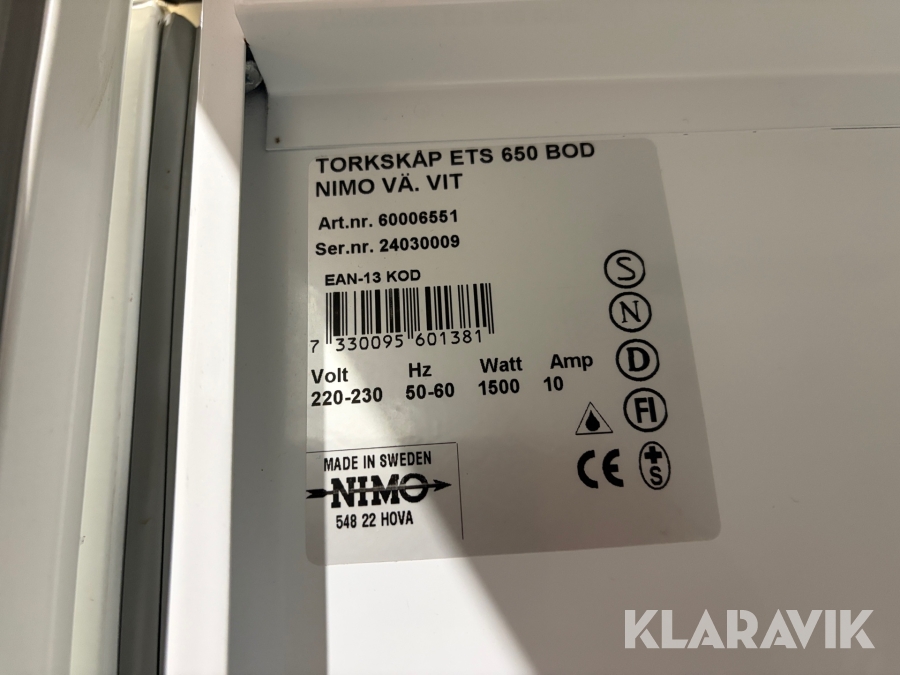 TORKSKÅP ETS 650 BOD
NIMO VÄ. VIT
Art.nr. 60006551
Ser.nr. 24030009
EAN-13 KOD
7 330095 601381
Volt Hz Watt Amp
220-230 50-60 1500 10
S
N
D
FI
+S
CE
MADE IN SWEDEN
NIMO
548 22 HOVA
KLARAVIK